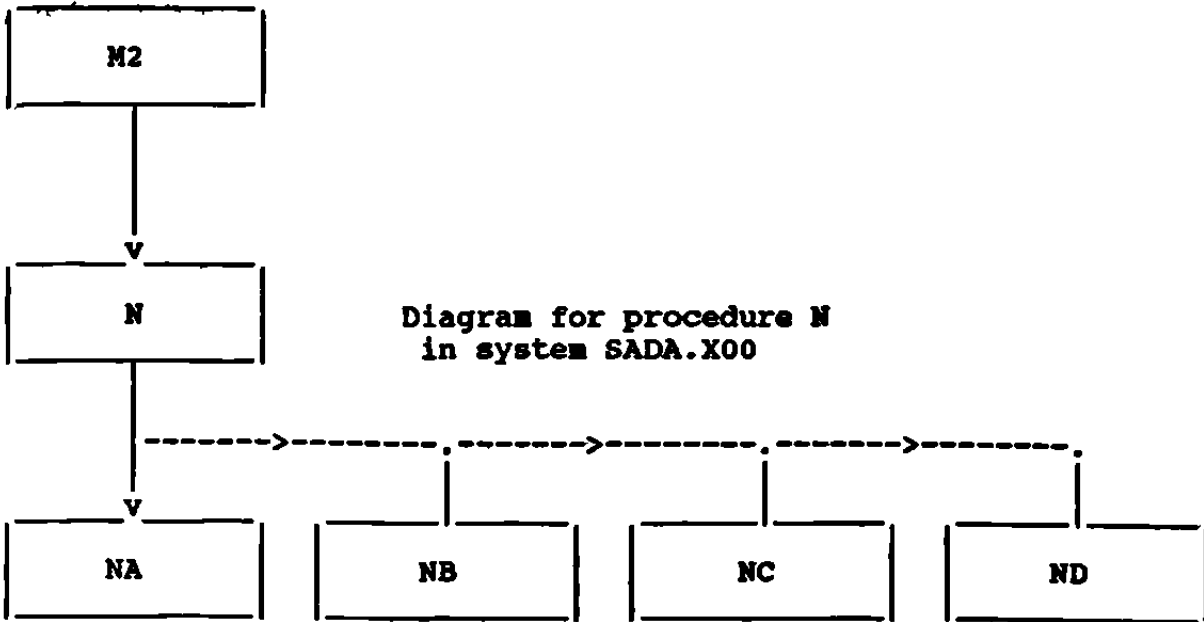 M2
N
Diagram for procedure N
in system SADA.X00
NA
NB
NC
ND